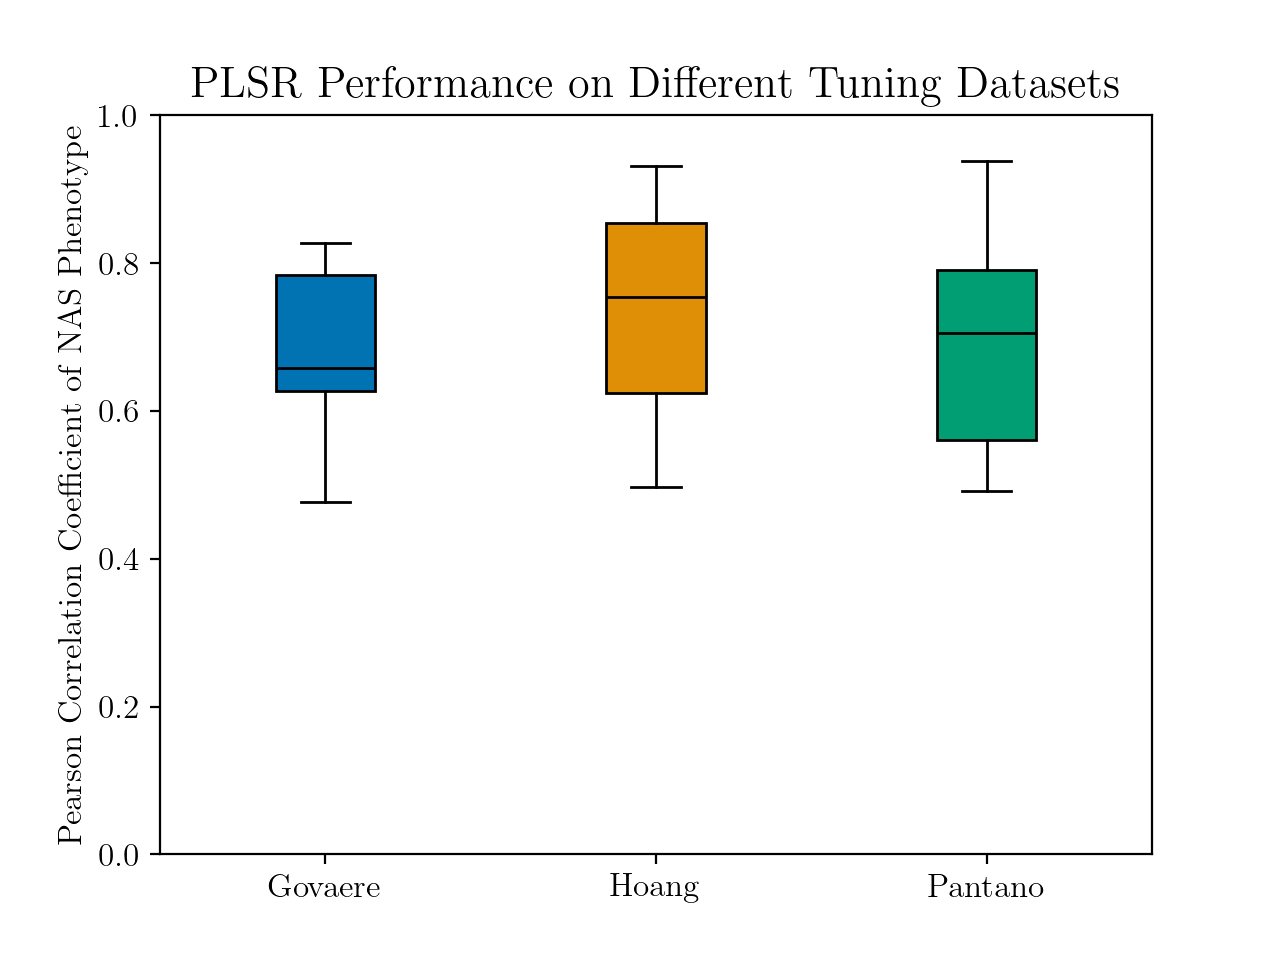 PLSR Performance on Different Tuning Datasets
Pearson Correlation Coefficient of NAS Phenotype
1.0
0.8
0.6
0.4
0.2
0.0
Govaere
Hoang
Pantano